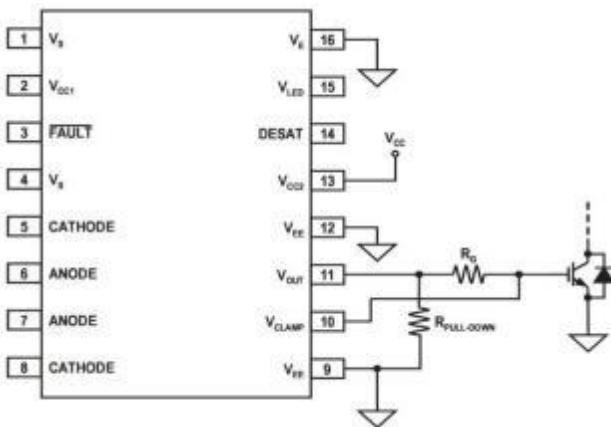 1 VS VE 16
2 VCC1 VLED 15
3 FAULT DESAT 14
VCC
4 VS VCC2 13
5 CATHODE VEE 12
6 ANODE VOUT 11
RG
7 ANODE VCLAMP 10
RPULL-DOWN
8 CATHODE VEE 9